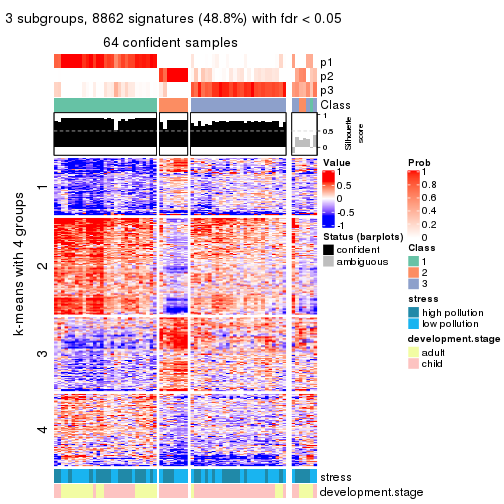 3 subgroups, 8862 signatures (48.8%) with fdr < 0.05
64 confident samples
p1
p2
p3
Class
1
0.5
0
Silhouette
score
k-means with 4 groups
1
2
3
4
stress
development.stage
Value
1
0.5
0
-0.5
-1
Status (barplots)
confident
ambiguous
Prob
1
0.8
0.6
0.4
0.2
0
Class
1
2
3
stress
high pollution
low pollution
development.stage
adult
child